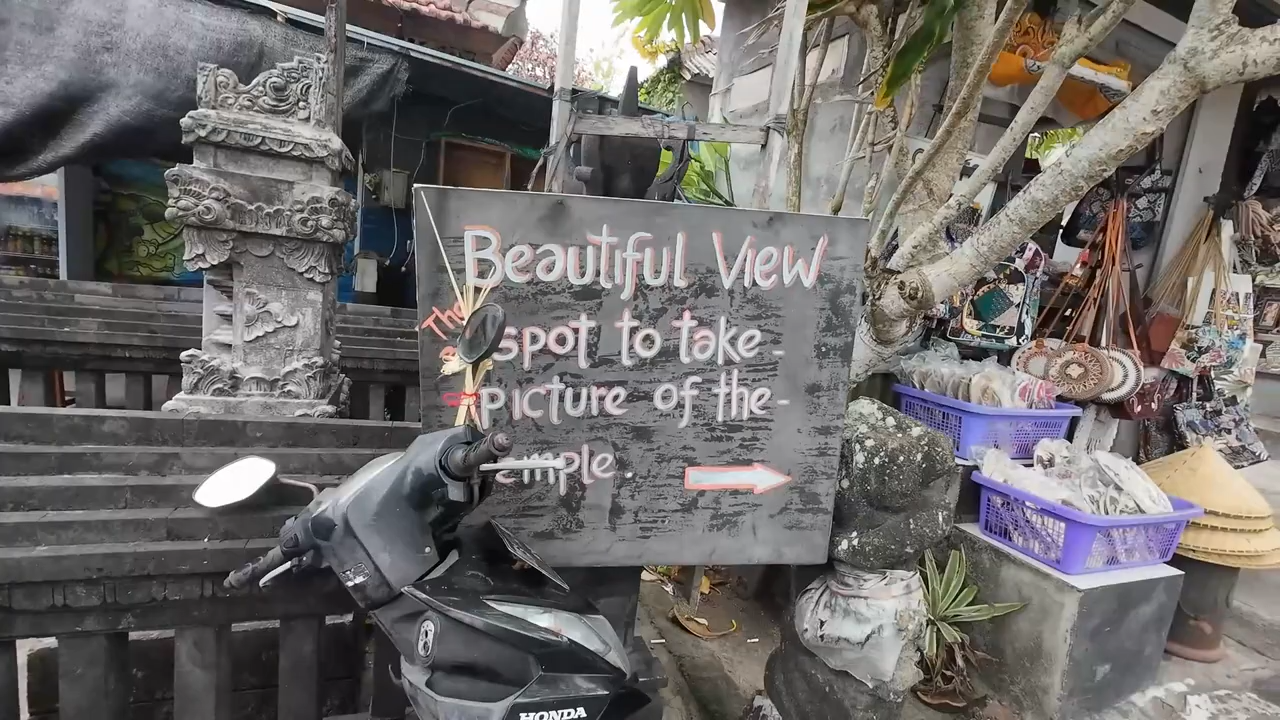 Beautiful View
The spot to take -
picture of the -
emple.
HONDA